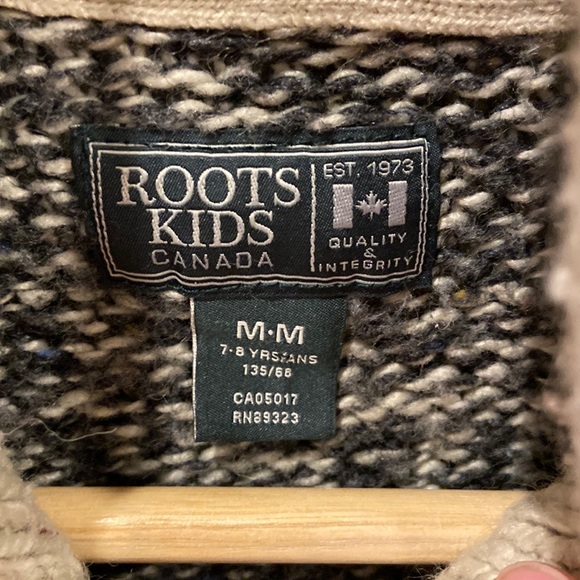 ROOTS
KIDS
CANADA
EST. 1973
QUALITY
&
INTEGRITY
M•M
7-8 YRS/ANS
135/68
CA05017
RN89323